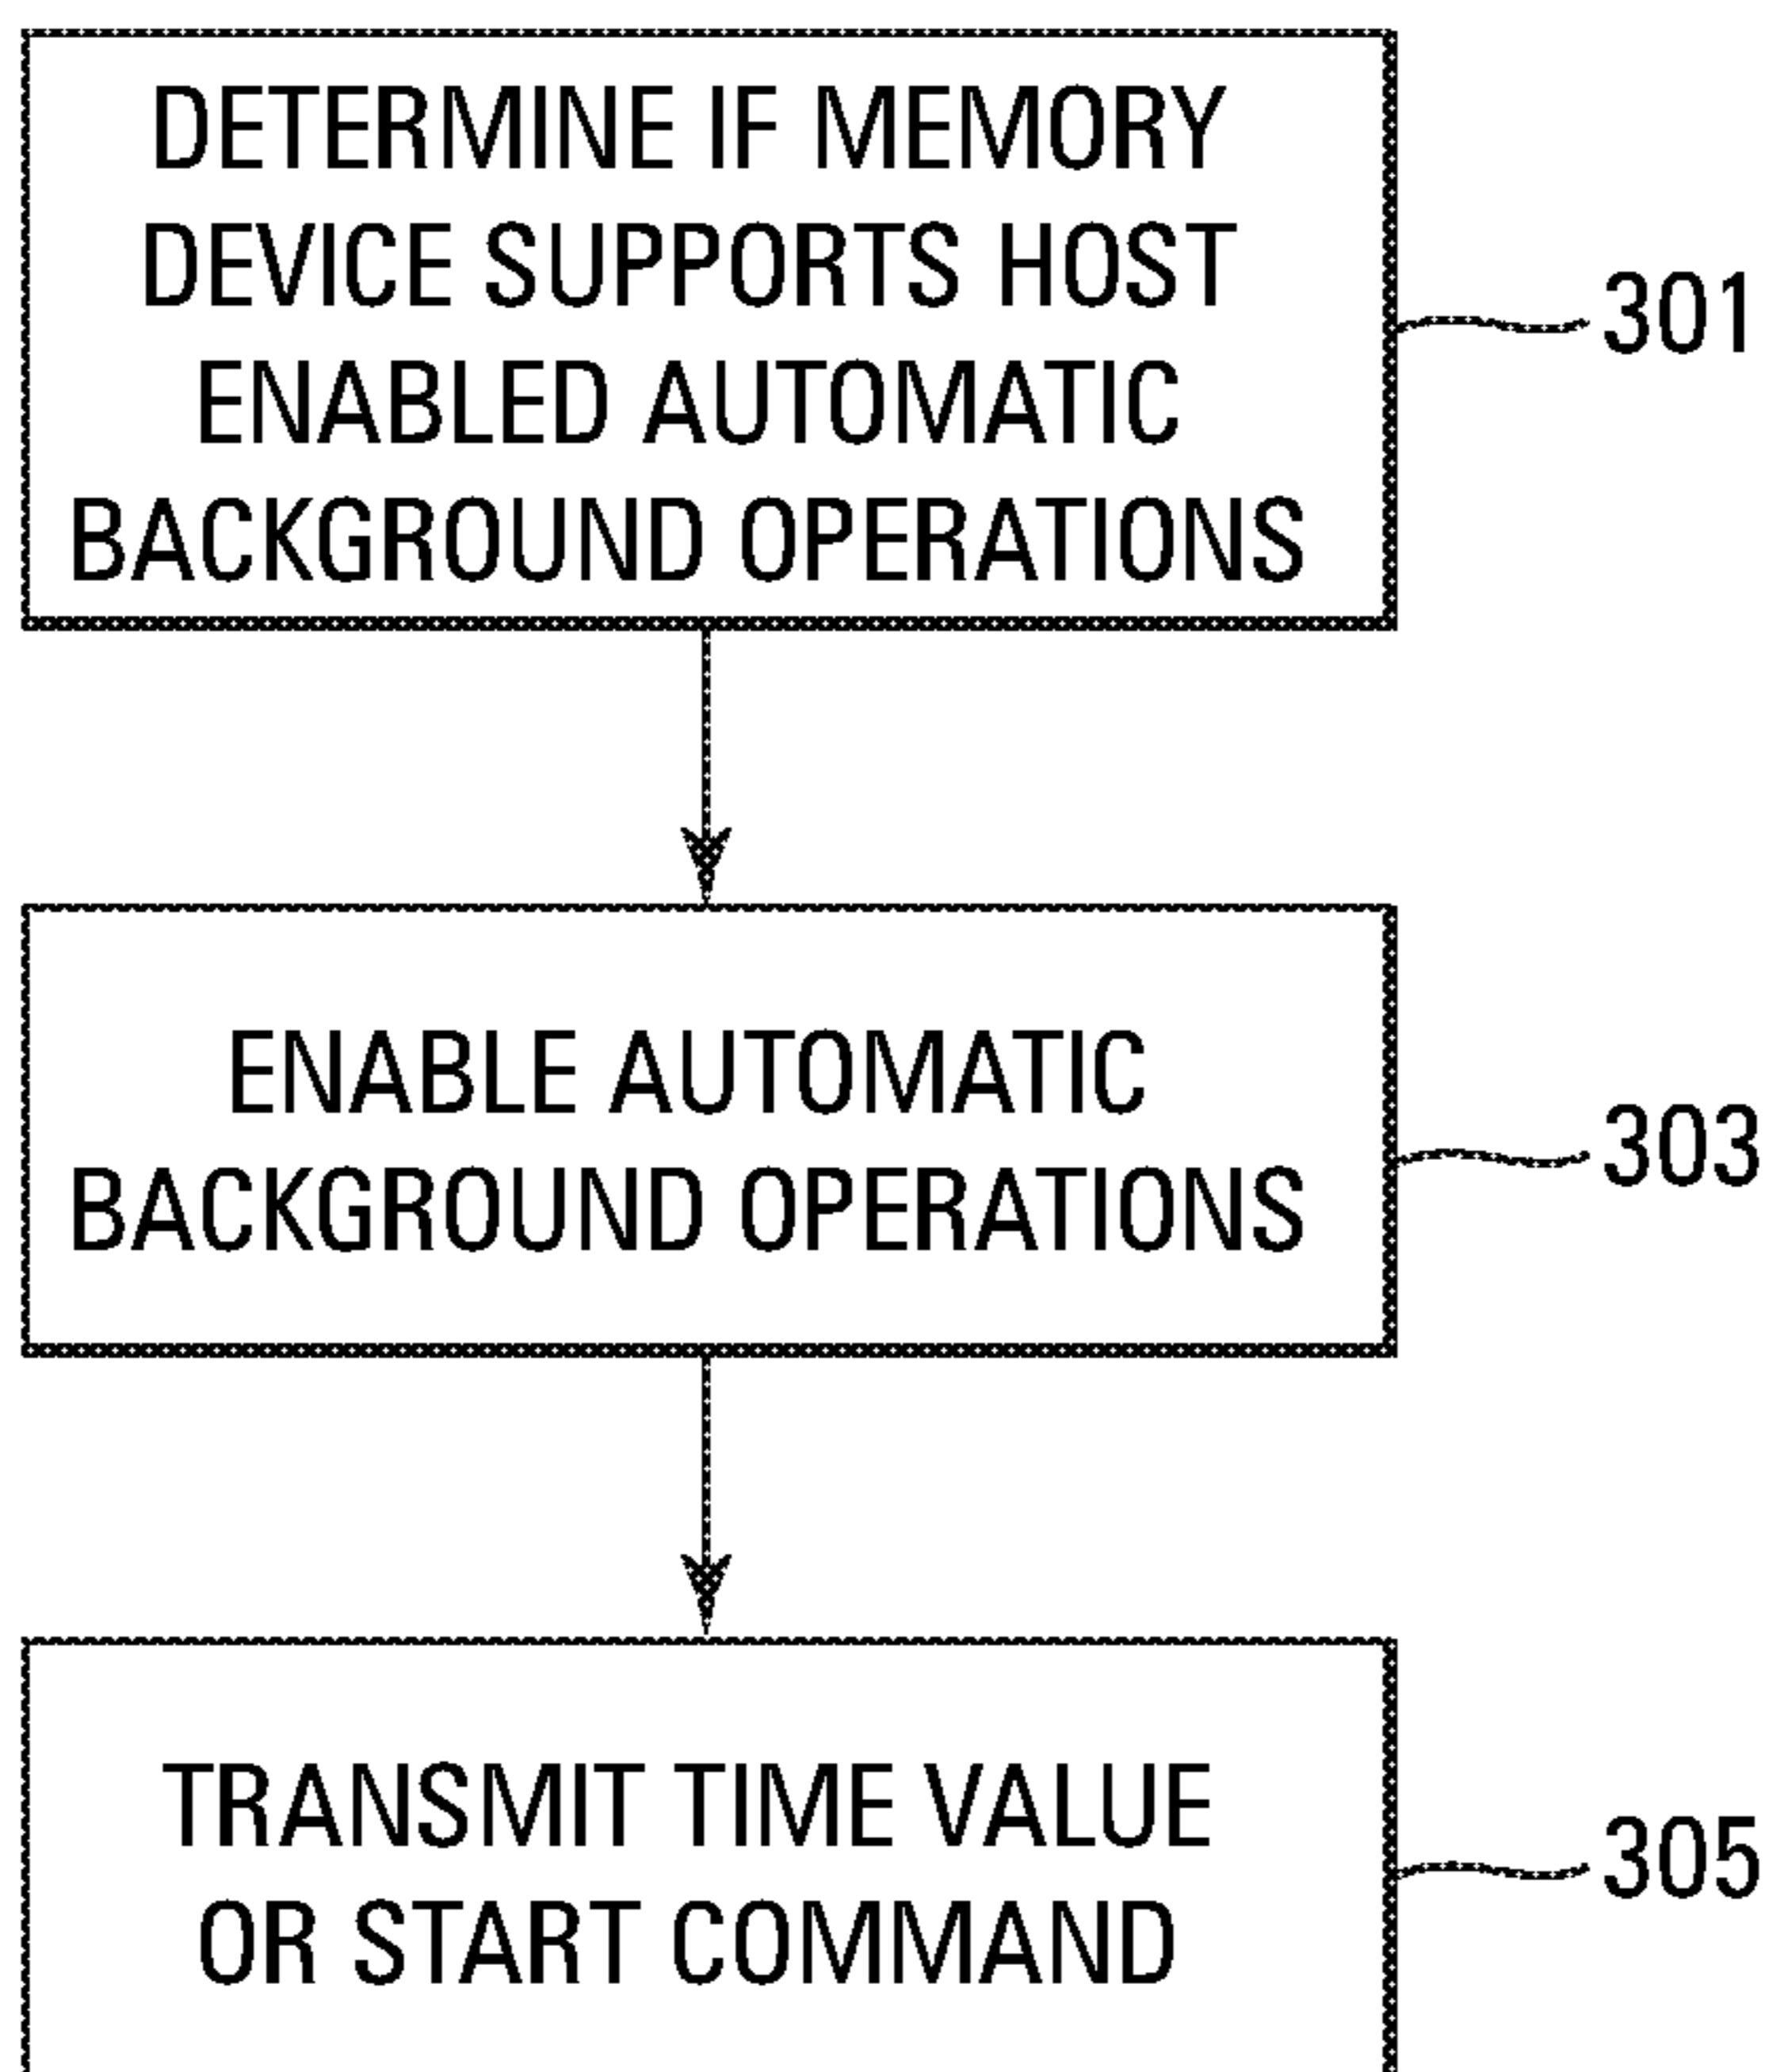 DETERMINE IF MEMORY
DEVICE SUPPORTS HOST
ENABLED AUTOMATIC
BACKGROUND OPERATIONS
301
ENABLE AUTOMATIC
BACKGROUND OPERATIONS
303
TRANSMIT TIME VALUE
OR START COMMAND
305